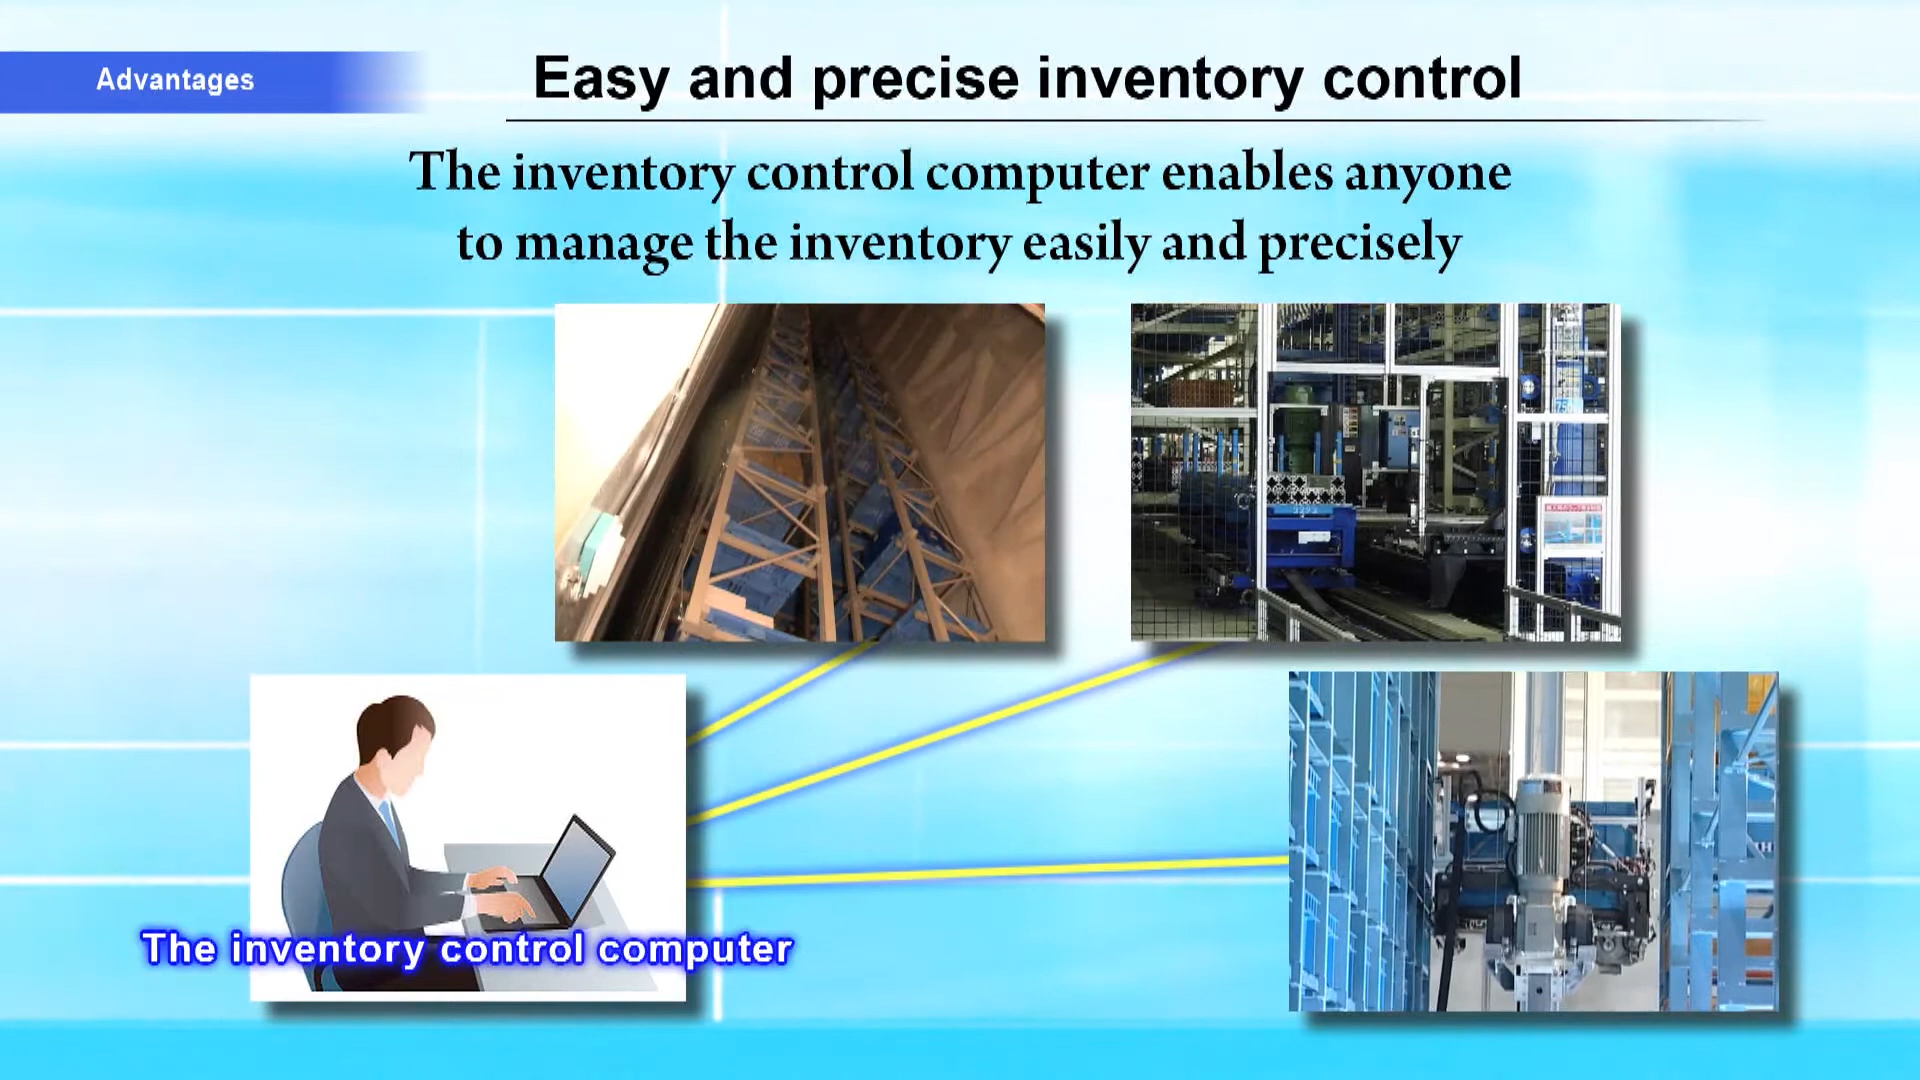 Advantages
Easy and precise inventory control
The inventory control computer enables anyone
to manage the inventory easily and precisely
The inventory control computer